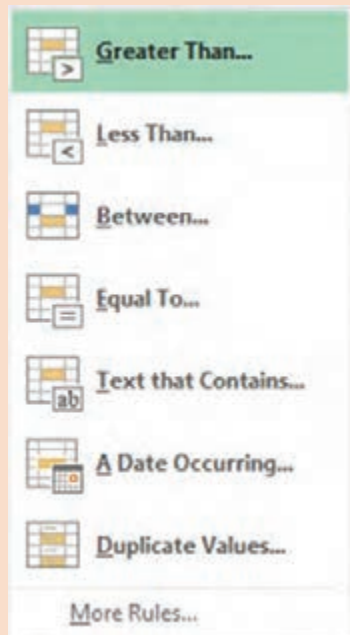 Greater Than...
Less Than...
Between...
Equal To...
Text that Contains...
A Date Occurring...
Duplicate Values...
More Rules...